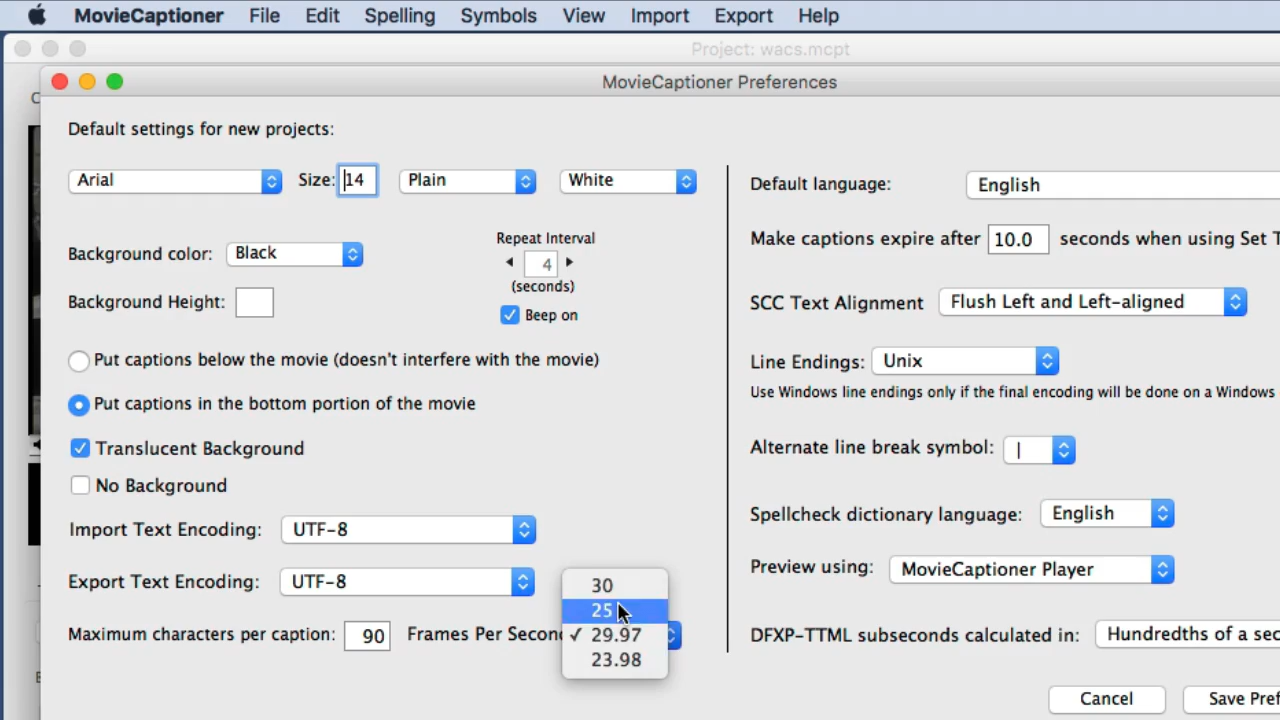 MovieCaptioner File Edit Spelling Symbols View Import Export Help
Project: wacs.mcpt
MovieCaptioner Preferences
Default settings for new projects:
Arial Size: 14 Plain White
Background color: Black
Background Height:
Repeat Interval
4
(seconds)
Beep on
Put captions below the movie (doesn't interfere with the movie)
Put captions in the bottom portion of the movie
Translucent Background
No Background
Import Text Encoding: UTF-8
Export Text Encoding: UTF-8
Maximum characters per caption: 90 Frames Per Secon
30
25
✓ 29.97
23.98
Default language: English
Make captions expire after 10.0 seconds when using Set T
SCC Text Alignment Flush Left and Left-aligned
Line Endings: Unix
Use Windows line endings only if the final encoding will be done on a Windows
Alternate line break symbol: |
Spellcheck dictionary language: English
Preview using: MovieCaptioner Player
DFXP-TTML subseconds calculated in: Hundredths of a sec
Cancel Save Pref